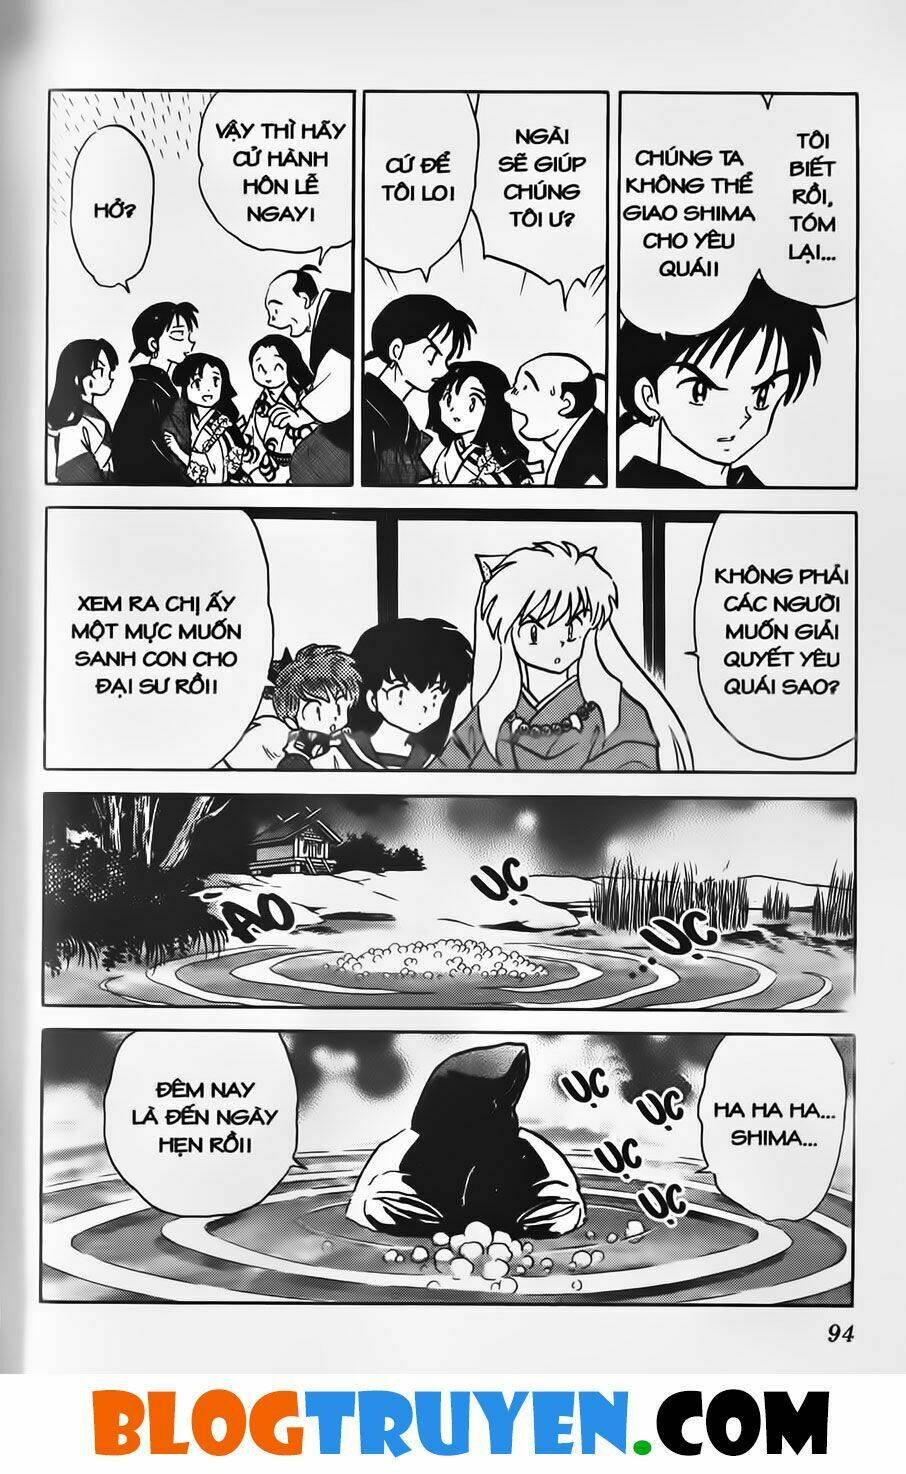 TÔI
BIẾT
RỒI,
TÓM
LẠI...
CHÚNG TA
KHÔNG THỂ
GIAO SHIMA
CHO YÊU
QUÁI!
NGÀI
SẼ GIÚP
CHÚNG
TÔI Ư?
CỨ ĐỂ
TÔI LO!
VẬY THÌ HÃY
CỬ HÀNH
HÔN LỄ
NGAY!
HỞ?
KHÔNG PHẢI
CÁC NGƯỜI
MUỐN GIẢI
QUYẾT YÊU
QUÁI SAO?
XEM RA CHỊ ẤY
MỘT MỰC MUỐN
SANH CON CHO
ĐẠI SƯ RỒI!
ỤC
...ỤC
AO
HA HA HA...
SHIMA...
ỤC
ỤC
ỤC
ỤC
ĐÊM NAY
LÀ ĐẾN NGÀY
HẸN RỒI!
94
BLOGTRUYEN.COM